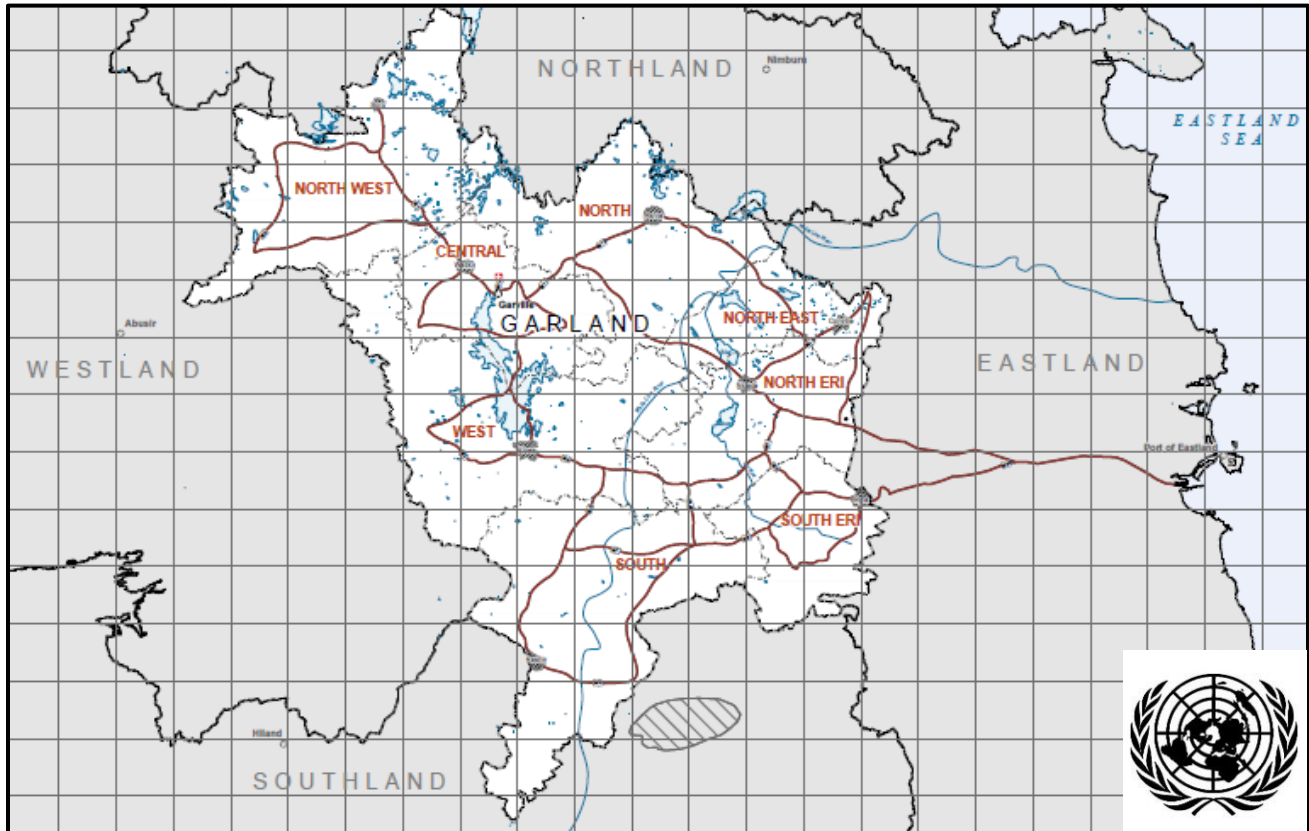 NORTHLAND
Nimburu
EASTLAND
SEA
NORTH WEST
NORTH
CENTRAL
Garville
GARLAND
NORTH EAST
Abusir
WESTLAND
EASTLAND
NORTH ERI
WEST
Port of Eastland
SOUTH ERI
SOUTH
Hiland
SOUTHLAND